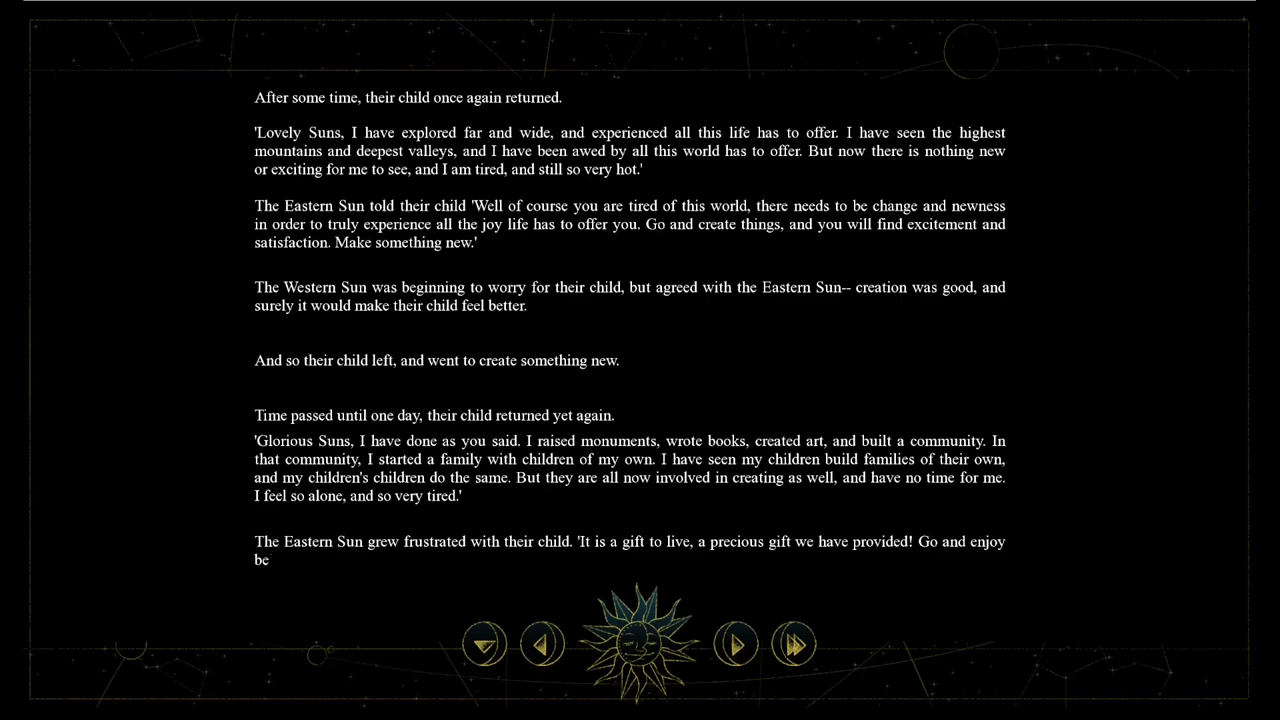 After some time, their child once again returned.
'Lovely Suns, I have explored far and wide, and experienced all this life has to offer. I have seen the highest
mountains and deepest valleys, and I have been awed by all this world has to offer. But now there is nothing new
or exciting for me to see, and I am tired, and still so very hot.'
The Eastern Sun told their child 'Well of course you are tired of this world, there needs to be change and newness
in order to truly experience all the joy life has to offer you. Go and create things, and you will find excitement and
satisfaction. Make something new.'
The Western Sun was beginning to worry for their child, but agreed with the Eastern Sun-- creation was good, and
surely it would make their child feel better.
And so their child left, and went to create something new.
Time passed until one day, their child returned yet again.
'Glorious Suns, I have done as you said. I raised monuments, wrote books, created art, and built a community. In
that community, I started a family with children of my own. I have seen my children build families of their own,
and my children's children do the same. But they are all now involved in creating as well, and have no time for me.
I feel so alone, and so very tired.'
The Eastern Sun grew frustrated with their child. 'It is a gift to live, a precious gift we have provided! Go and enjoy
be